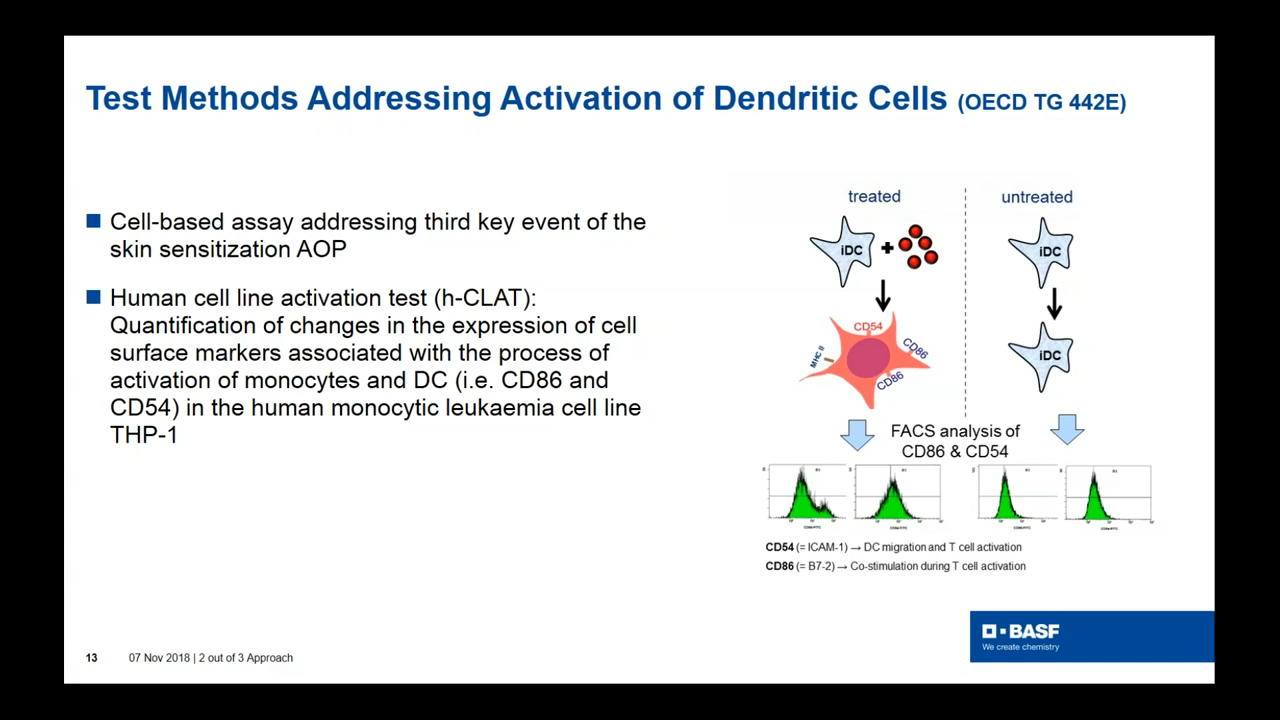 Test Methods Addressing Activation of Dendritic Cells (OECD TG 442E)
Cell-based assay addressing third key event of the
skin sensitization AOP
Human cell line activation test (h-CLAT):
Quantification of changes in the expression of cell
surface markers associated with the process of
activation of monocytes and DC (i.e. CD86 and
CD54) in the human monocytic leukaemia cell line
THP-1
treated
untreated
iDC
iDC
CD54
MHC II
CD86
CD86
iDC
FACS analysis of
CD86 & CD54
CD54 (= ICAM-1) → DC migration and T cell activation
CD86 (= B7-2) → Co-stimulation during T cell activation
BASF
We create chemistry
13 07 Nov 2018 | 2 out of 3 Approach